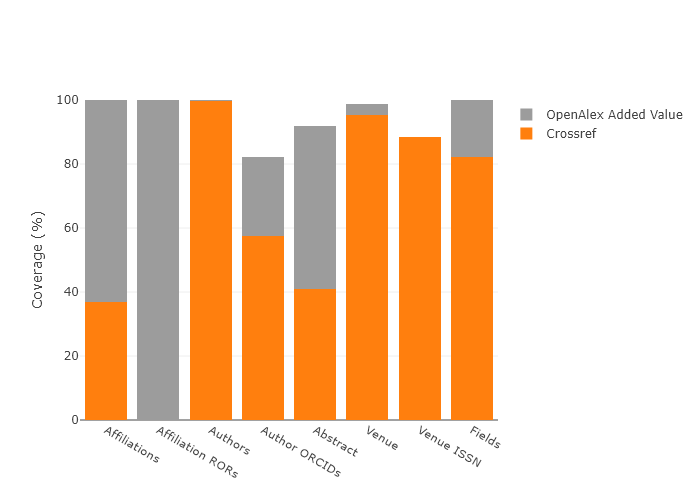 OpenAlex Added Value
Crossref
Coverage (%)
100
80
60
40
20
0
Affiliations
Affiliation RORs
Authors
Author ORCIDs
Abstract
Venue
Venue ISSN
Fields